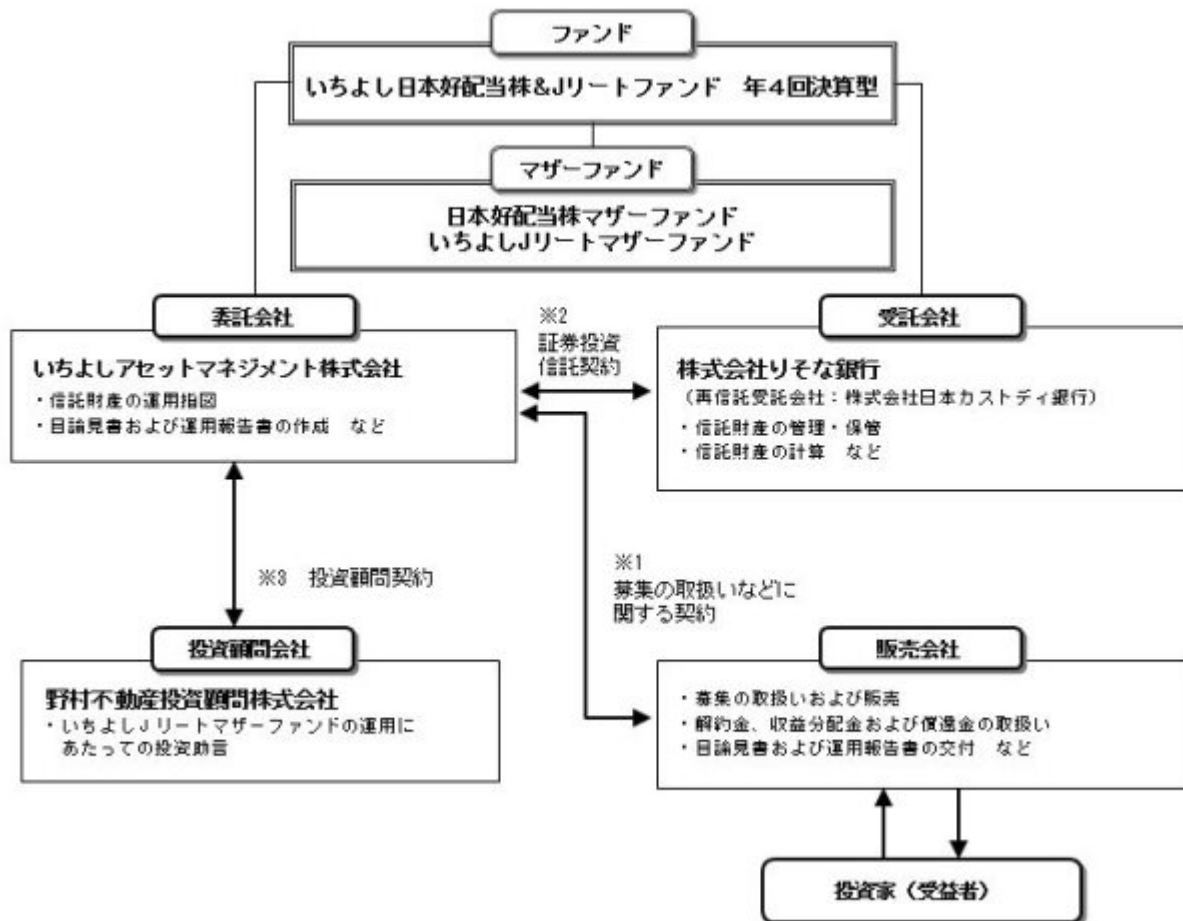 ファンド
いちよし日本好配当株&Jリートファンド　年4回決算型
マザーファンド
日本好配当株マザーファンド
いちよしJリートマザーファンド
委託会社
いちよしアセットマネジメント株式会社
・信託財産の運用指図
・目論見書および運用報告書の作成　など
※2
証券投資
信託契約
受託会社
株式会社りそな銀行
（再信託受託会社：株式会社日本カストディ銀行）
・信託財産の管理・保管
・信託財産の計算　など
※3　投資顧問契約
※1
募集の取扱いなどに
関する契約
投資顧問会社
野村不動産投資顧問株式会社
・いちよしJリートマザーファンドの運用に
あたっての投資助言
販売会社
・募集の取扱いおよび販売
・解約金、収益分配金および償還金の取扱い
・目論見書および運用報告書の交付　など
投資家（受益者）